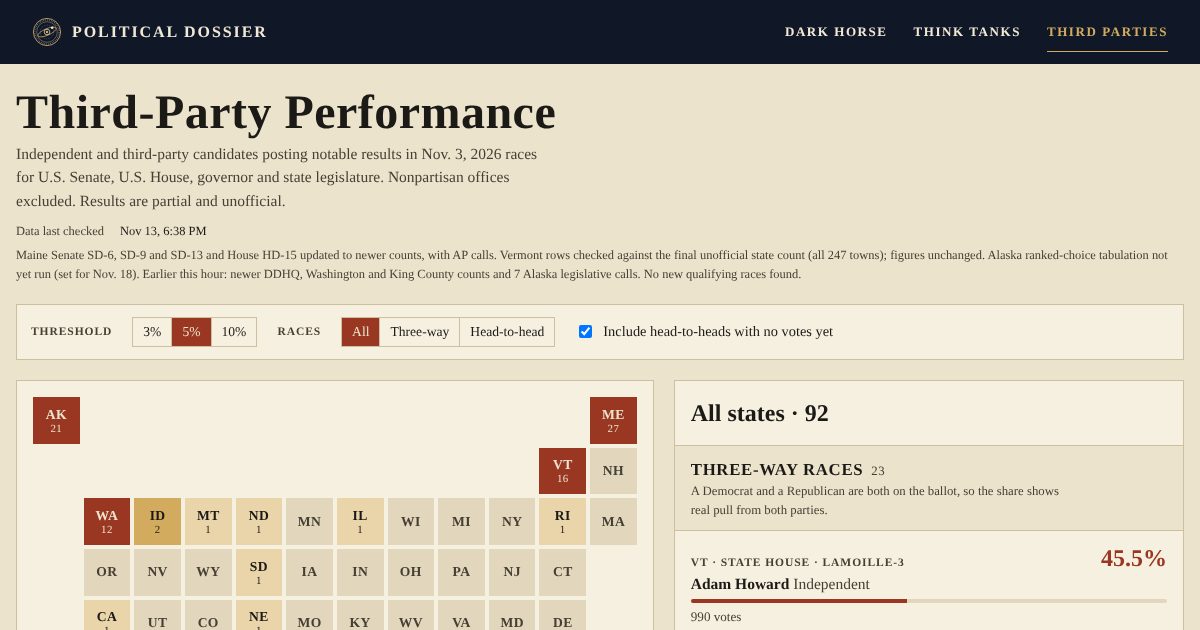 POLITICAL DOSSIER
DARK HORSE THINK TANKS THIRD PARTIES
Third-Party Performance
Independent and third-party candidates posting notable results in Nov. 3, 2026 races
for U.S. Senate, U.S. House, governor and state legislature. Nonpartisan offices
excluded. Results are partial and unofficial.
Data last checked Nov 13, 6:38 PM
Maine Senate SD-6, SD-9 and SD-13 and House HD-15 updated to newer counts, with AP calls. Vermont rows checked against the final unofficial state count (all 247 towns); figures unchanged. Alaska ranked-choice tabulation not
yet run (set for Nov. 18). Earlier this hour: newer DDHQ, Washington and King County counts and 7 Alaska legislative calls. No new qualifying races found.
THRESHOLD 3% 5% 10% RACES All Three-way Head-to-head Include head-to-heads with no votes yet
AK ME
21 27
VT NH
16
WA ID MT ND MN IL WI MI NY RI MA
12 2 1 1 1 1
OR NV WY SD IA IN OH PA NJ CT
1
CA UT CO NE MO KY WV VA MD DE
All states · 92
THREE-WAY RACES 23
A Democrat and a Republican are both on the ballot, so the share shows
real pull from both parties.
VT · STATE HOUSE · LAMOILLE-3 45.5%
Adam Howard Independent
990 votes